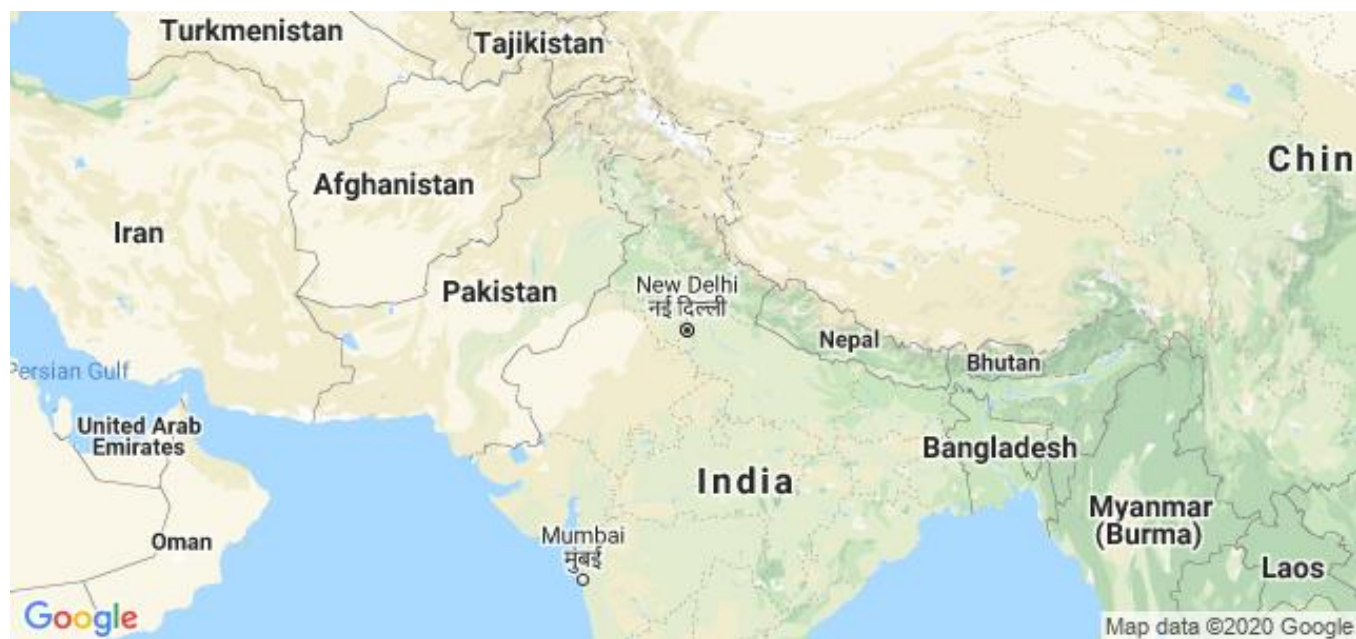 Turkmenistan
Tajikistan
Chin
Afghanistan
Iran
New Delhi
नई दिल्ली
Pakistan
Nepal
Bhutan
Persian Gulf
United Arab
Emirates
Bangladesh
India
Myanmar
(Burma)
Mumbai
मुंबई
Oman
Laos
Google
Map data ©2020 Google